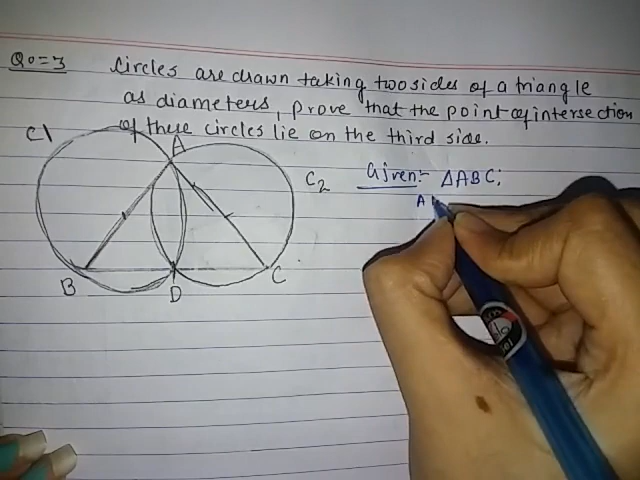 Qo=3 Circles are drawn taking two sides of a triangle
as diameters, prove that the point of intersection
of these circles lie on the third side.
C1
A
C2
Given:- ΔABC;
A
B
D
C